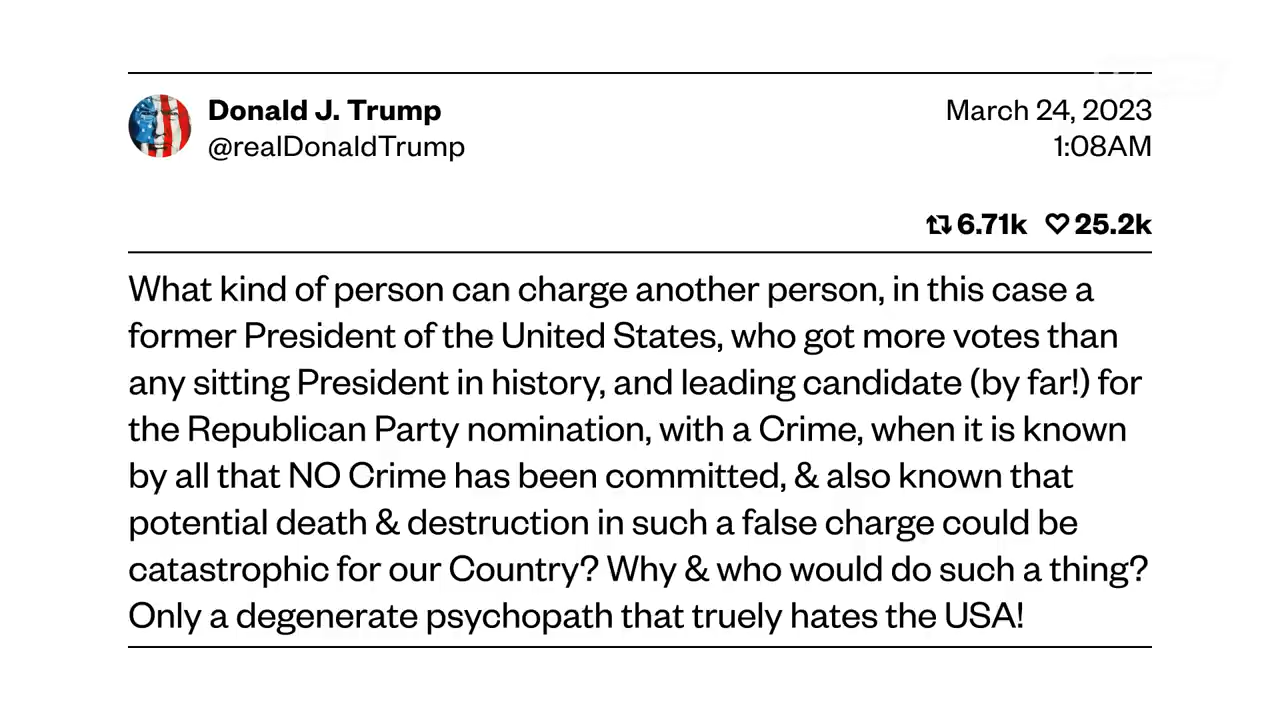 Donald J. Trump
@realDonaldTrump
March 24, 2023
1:08AM
6.71k 25.2k
What kind of person can charge another person, in this case a
former President of the United States, who got more votes than
any sitting President in history, and leading candidate (by far!) for
the Republican Party nomination, with a Crime, when it is known
by all that NO Crime has been committed, & also known that
potential death & destruction in such a false charge could be
catastrophic for our Country? Why & who would do such a thing?
Only a degenerate psychopath that truely hates the USA!